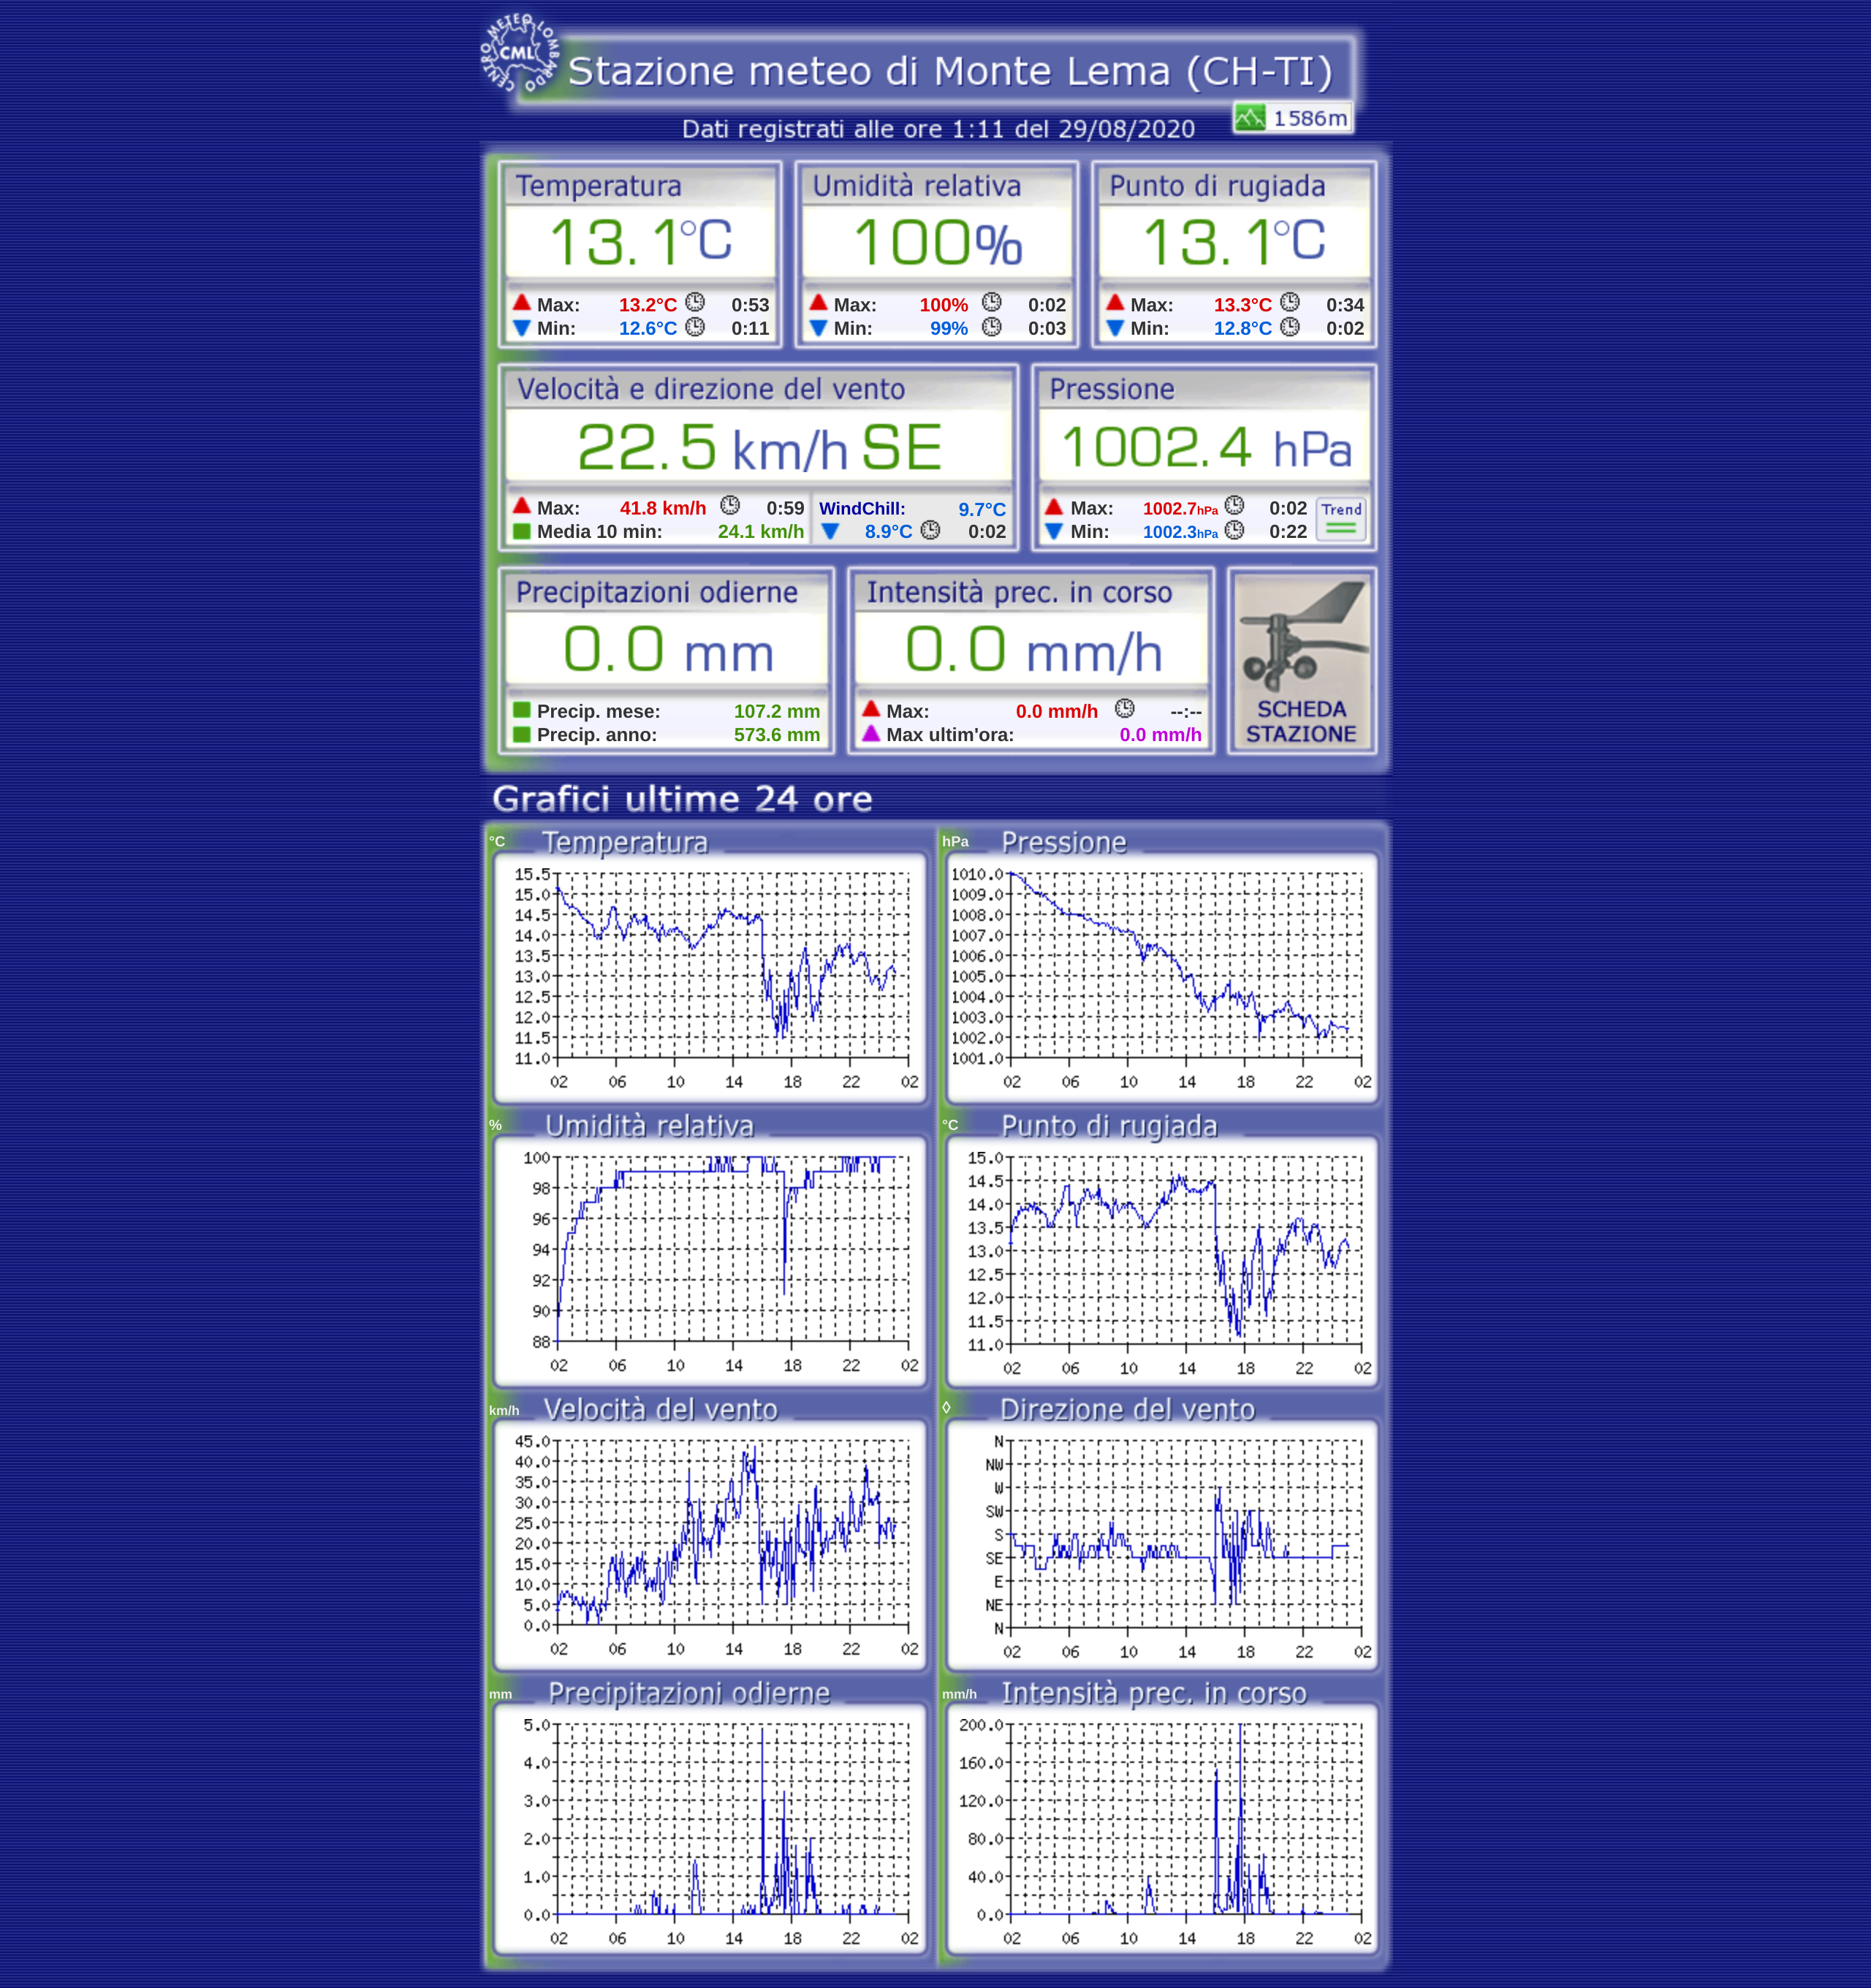 CENTRO METEO LOMBARDO
CML
Stazione meteo di Monte Lema (CH-TI)
1586m
Dati registrati alle ore 1:11 del 29/08/2020
Temperatura
13.1°C
Max: 13.2°C 0:53
Min: 12.6°C 0:11
Umidità relativa
100%
Max: 100% 0:02
Min: 99% 0:03
Punto di rugiada
13.1°C
Max: 13.3°C 0:34
Min: 12.8°C 0:02
Velocità e direzione del vento
22.5 km/h SE
Max: 41.8 km/h 0:59
Media 10 min: 24.1 km/h
WindChill: 9.7°C
8.9°C 0:02
Pressione
1002.4 hPa
Max: 1002.7hPa 0:02
Min: 1002.3hPa 0:22
Trend
Precipitazioni odierne
0.0 mm
Precip. mese: 107.2 mm
Precip. anno: 573.6 mm
Intensità prec. in corso
0.0 mm/h
Max: 0.0 mm/h --:--
Max ultim'ora: 0.0 mm/h
SCHEDA
STAZIONE
Grafici ultime 24 ore
°C Temperatura
15.5
15.0
14.5
14.0
13.5
13.0
12.5
12.0
11.5
11.0
02 06 10 14 18 22 02
hPa Pressione
1010.0
1009.0
1008.0
1007.0
1006.0
1005.0
1004.0
1003.0
1002.0
1001.0
02 06 10 14 18 22 02
% Umidità relativa
100
98
96
94
92
90
88
02 06 10 14 18 22 02
°C Punto di rugiada
15.0
14.5
14.0
13.5
13.0
12.5
12.0
11.5
11.0
02 06 10 14 18 22 02
km/h Velocità del vento
45.0
40.0
35.0
30.0
25.0
20.0
15.0
10.0
5.0
0.0
02 06 10 14 18 22 02
◊ Direzione del vento
N
NW
W
SW
S
SE
E
NE
N
02 06 10 14 18 22 02
mm Precipitazioni odierne
5.0
4.0
3.0
2.0
1.0
0.0
02 06 10 14 18 22 02
mm/h Intensità prec. in corso
200.0
160.0
120.0
80.0
40.0
0.0
02 06 10 14 18 22 02